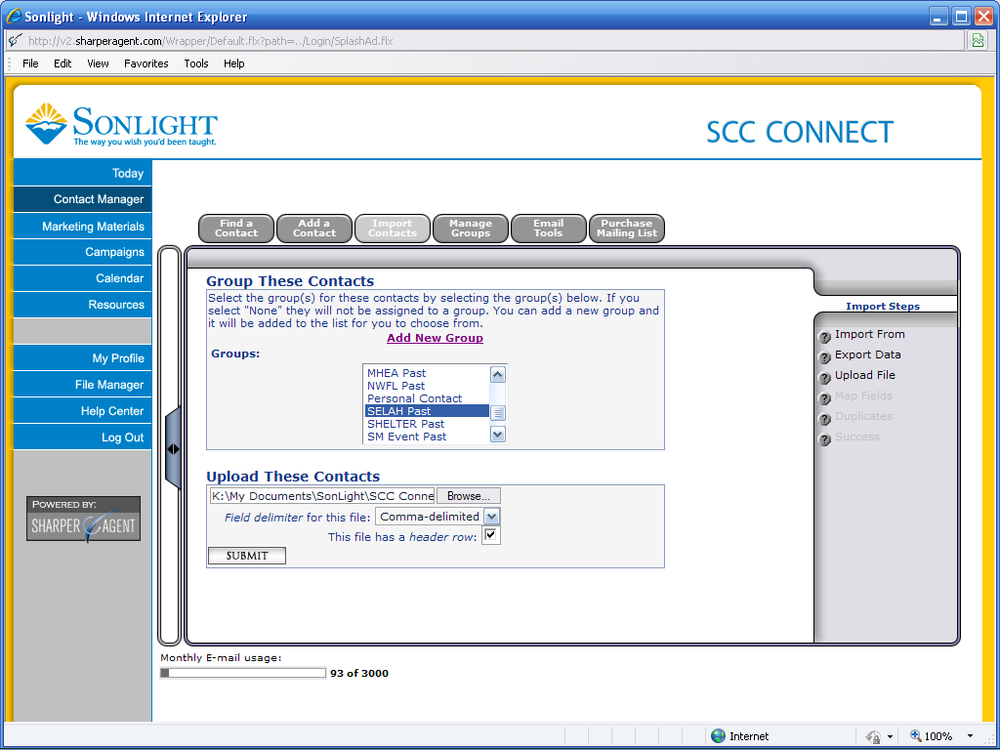 Sonlight - Windows Internet Explorer
http://v2.sharperagent.com/Wrapper/Default.flx?path=../Login/SplashAd.flx
File Edit View Favorites Tools Help
SONLIGHT
The way you wish you'd been taught.
SCC CONNECT
Today
Contact Manager
Marketing Materials
Campaigns
Calendar
Resources
My Profile
File Manager
Help Center
Log Out
POWERED BY:
SHARPER AGENT
Find a
Contact
Add a
Contact
Import
Contacts
Manage
Groups
Email
Tools
Purchase
Mailing List
Group These Contacts
Select the group(s) for these contacts by selecting the group(s) below. If you
select "None" they will not be assigned to a group. You can add a new group and
it will be added to the list for you to choose from.
Add New Group
Groups:
MHEA Past
NWFL Past
Personal Contact
SELAH Past
SHELTER Past
SM Event Past
Upload These Contacts
K:\My Documents\SonLight\SCC Conne
Browse...
Field delimiter for this file: Comma-delimited
This file has a header row:
SUBMIT
Import Steps
? Import From
? Export Data
? Upload File
? Map Fields
? Duplicates
? Success
Monthly E-mail usage:
93 of 3000
Internet
100%